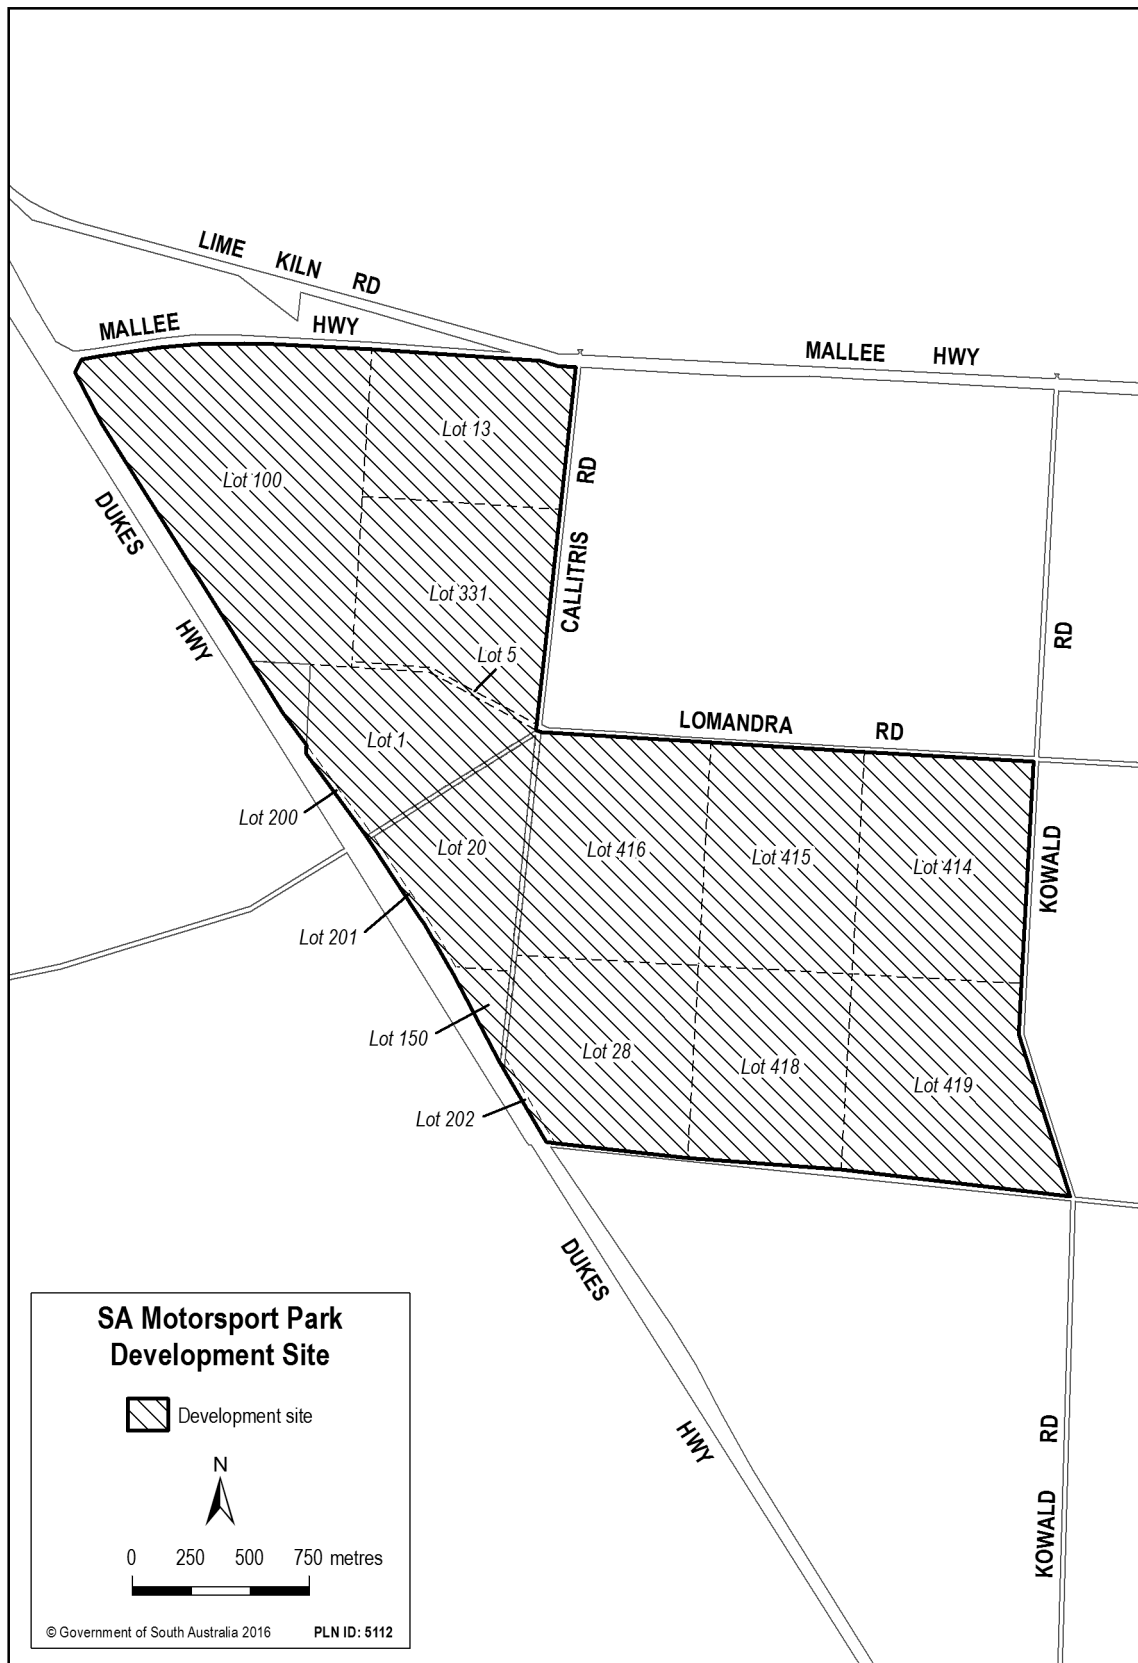 LIME KILN RD
MALLEE HWY
MALLEE HWY
Lot 13
RD
Lot 100
DUKES
CALLITRIS
Lot 331
HWY
RD
Lot 5
LOMANDRA RD
Lot 1
Lot 200
Lot 20
Lot 416
Lot 415
Lot 414
KOWALD
Lot 201
Lot 150
Lot 28
Lot 418
Lot 419
Lot 202
DUKES
HWY
RD
KOWALD
SA Motorsport Park
Development Site
Development site
N
0 250 500 750 metres
© Government of South Australia 2016 PLN ID: 5112